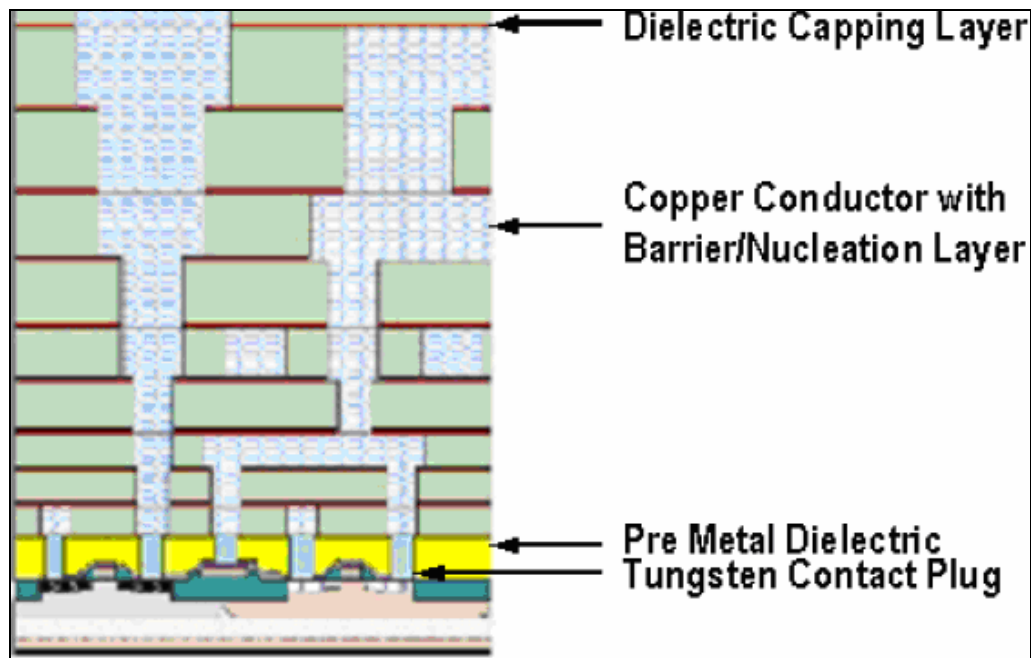 Dielectric Capping Layer
Copper Conductor with
Barrier/Nucleation Layer
Pre Metal Dielectric
Tungsten Contact Plug